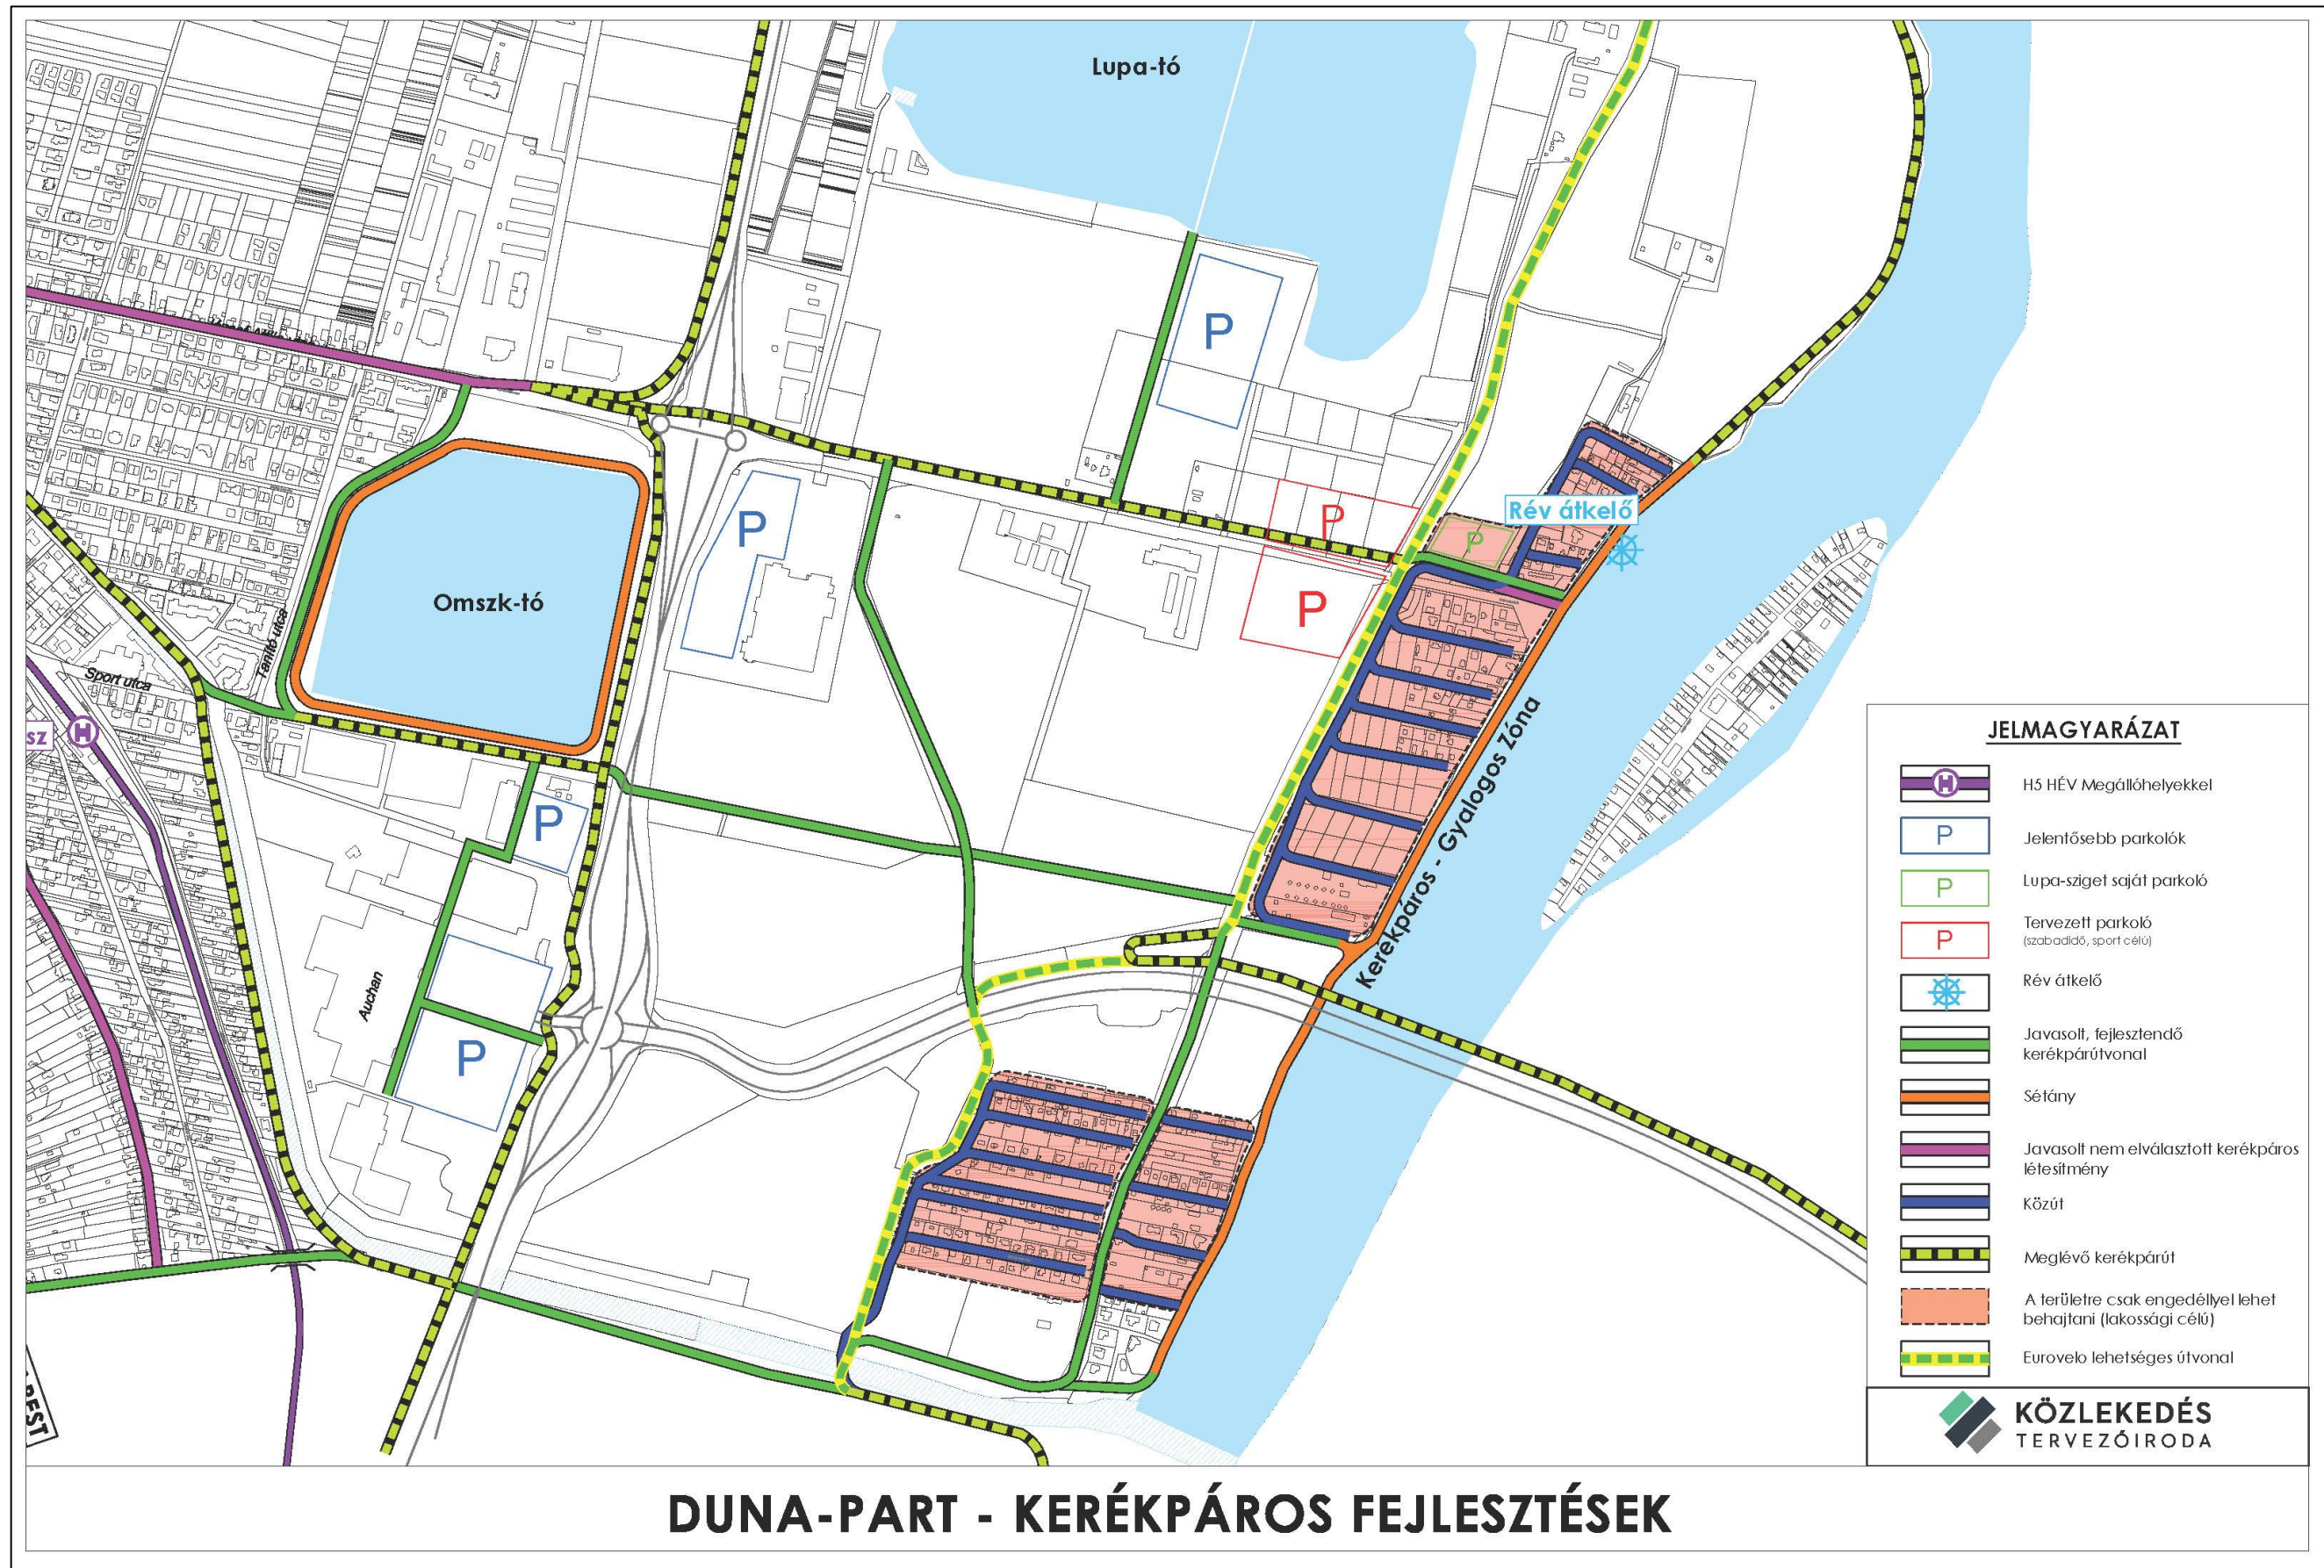 Lupa-tó
P
Rév átkelő
P
P
P
Omszk-tó
P
Tanító utca
Sport utca
sz
H
P
Kerékpáros - Gyalogos Zóna
Auchan
P
JELMAGYARÁZAT
H H5 HÉV Megállóhelyekkel
P Jelentősebb parkolók
P Lupa-sziget saját parkoló
P Tervezett parkoló
(szabadidő, sport célú)
Rév átkelő
Javasolt, fejlesztendő
kerékpárútvonal
Sétány
Javasolt nem elválasztott kerékpáros
létesítmény
Közút
Meglévő kerékpárút
A területre csak engedéllyel lehet
behajtani (lakossági célú)
Eurovelo lehetséges útvonal
KÖZLEKEDÉS
TERVEZŐIRODA
DUNA-PART - KERÉKPÁROS FEJLESZTÉSEK